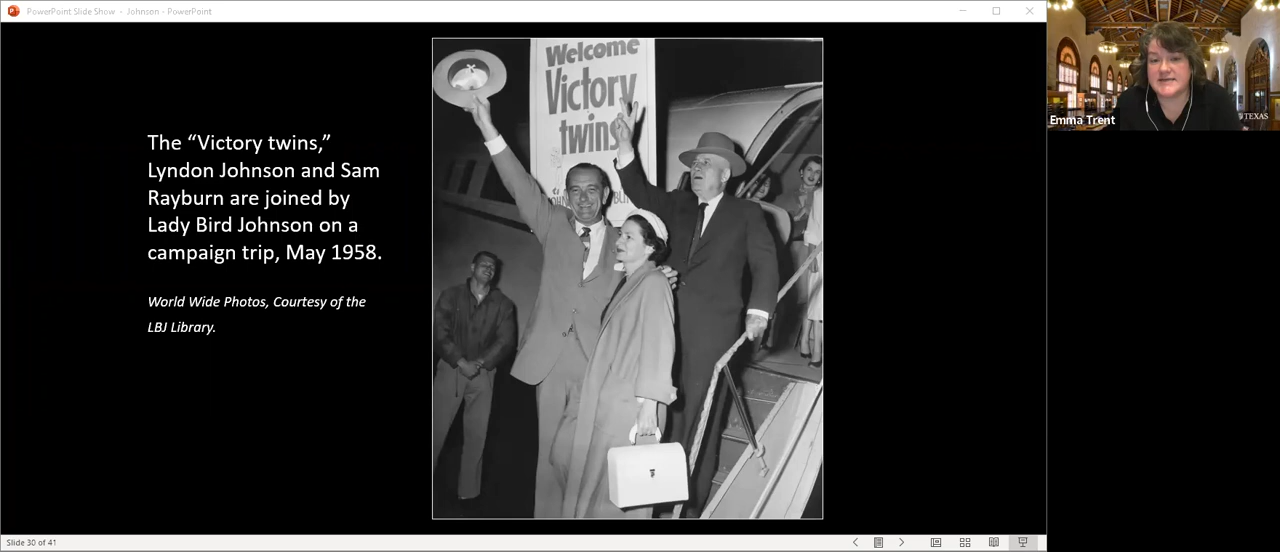 PowerPoint Slide Show - Johnson - PowerPoint
The “Victory twins,”
Lyndon Johnson and Sam
Rayburn are joined by
Lady Bird Johnson on a
campaign trip, May 1958.
World Wide Photos, Courtesy of the
LBJ Library.
Welcome
Victory
twins
Emma Trent
TEXAS
Slide 30 of 41